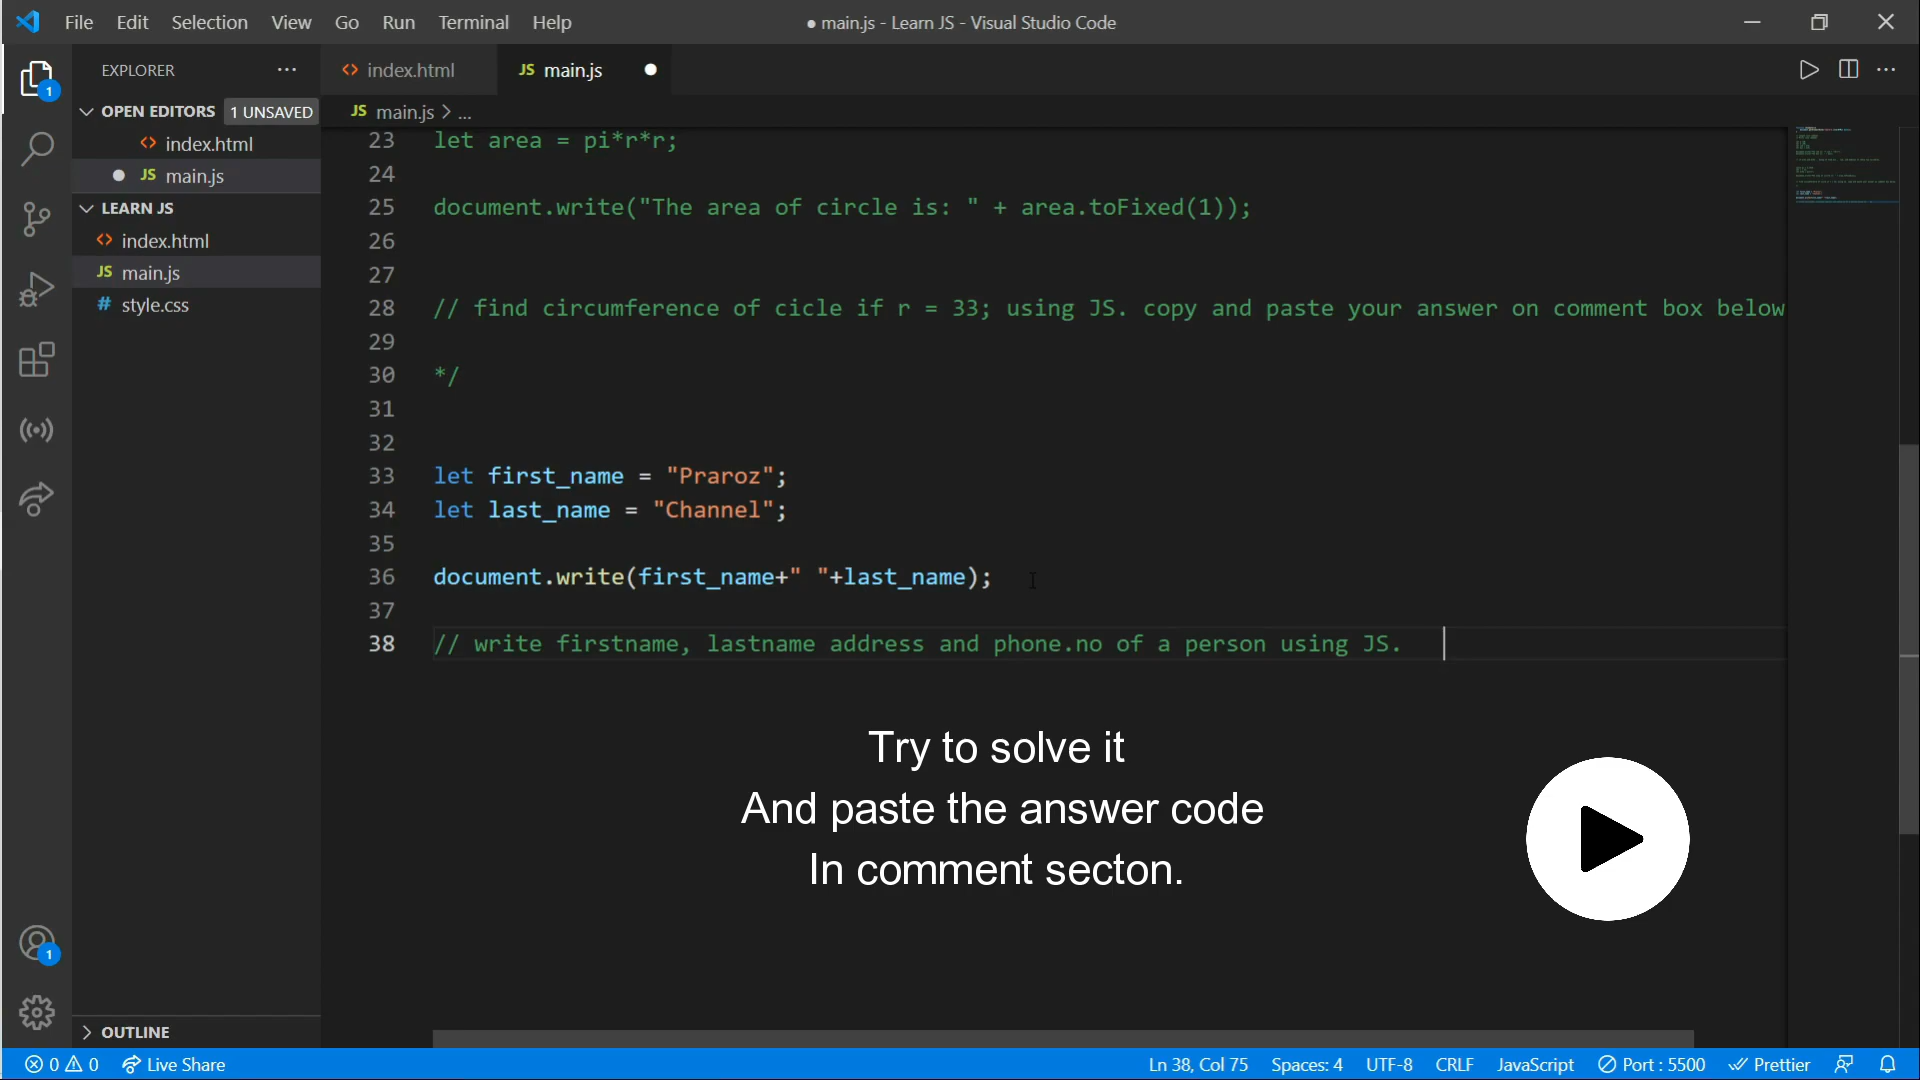 File Edit Selection View Go Run Terminal Help
● main.js - Learn JS - Visual Studio Code
EXPLORER ...
OPEN EDITORS 1 UNSAVED
<> index.html
● JS main.js
LEARN JS
<> index.html
JS main.js
# style.css
OUTLINE
1
1
<> index.html
JS main.js ●
JS main.js > ...
23 let area = pi*r*r;
24
25 document.write("The area of circle is: " + area.toFixed(1));
26
27
28 // find circumference of cicle if r = 33; using JS. copy and paste your answer on comment box below
29
30 */
31
32
33 let first_name = "Praroz";
34 let last_name = "Channel";
35
36 document.write(first_name+" "+last_name);
37
38 // write firstname, lastname address and phone.no of a person using JS.
Try to solve it
And paste the answer code
In comment secton.
0 0 Live Share
Ln 38, Col 75 Spaces: 4 UTF-8 CRLF JavaScript Port : 5500 Prettier